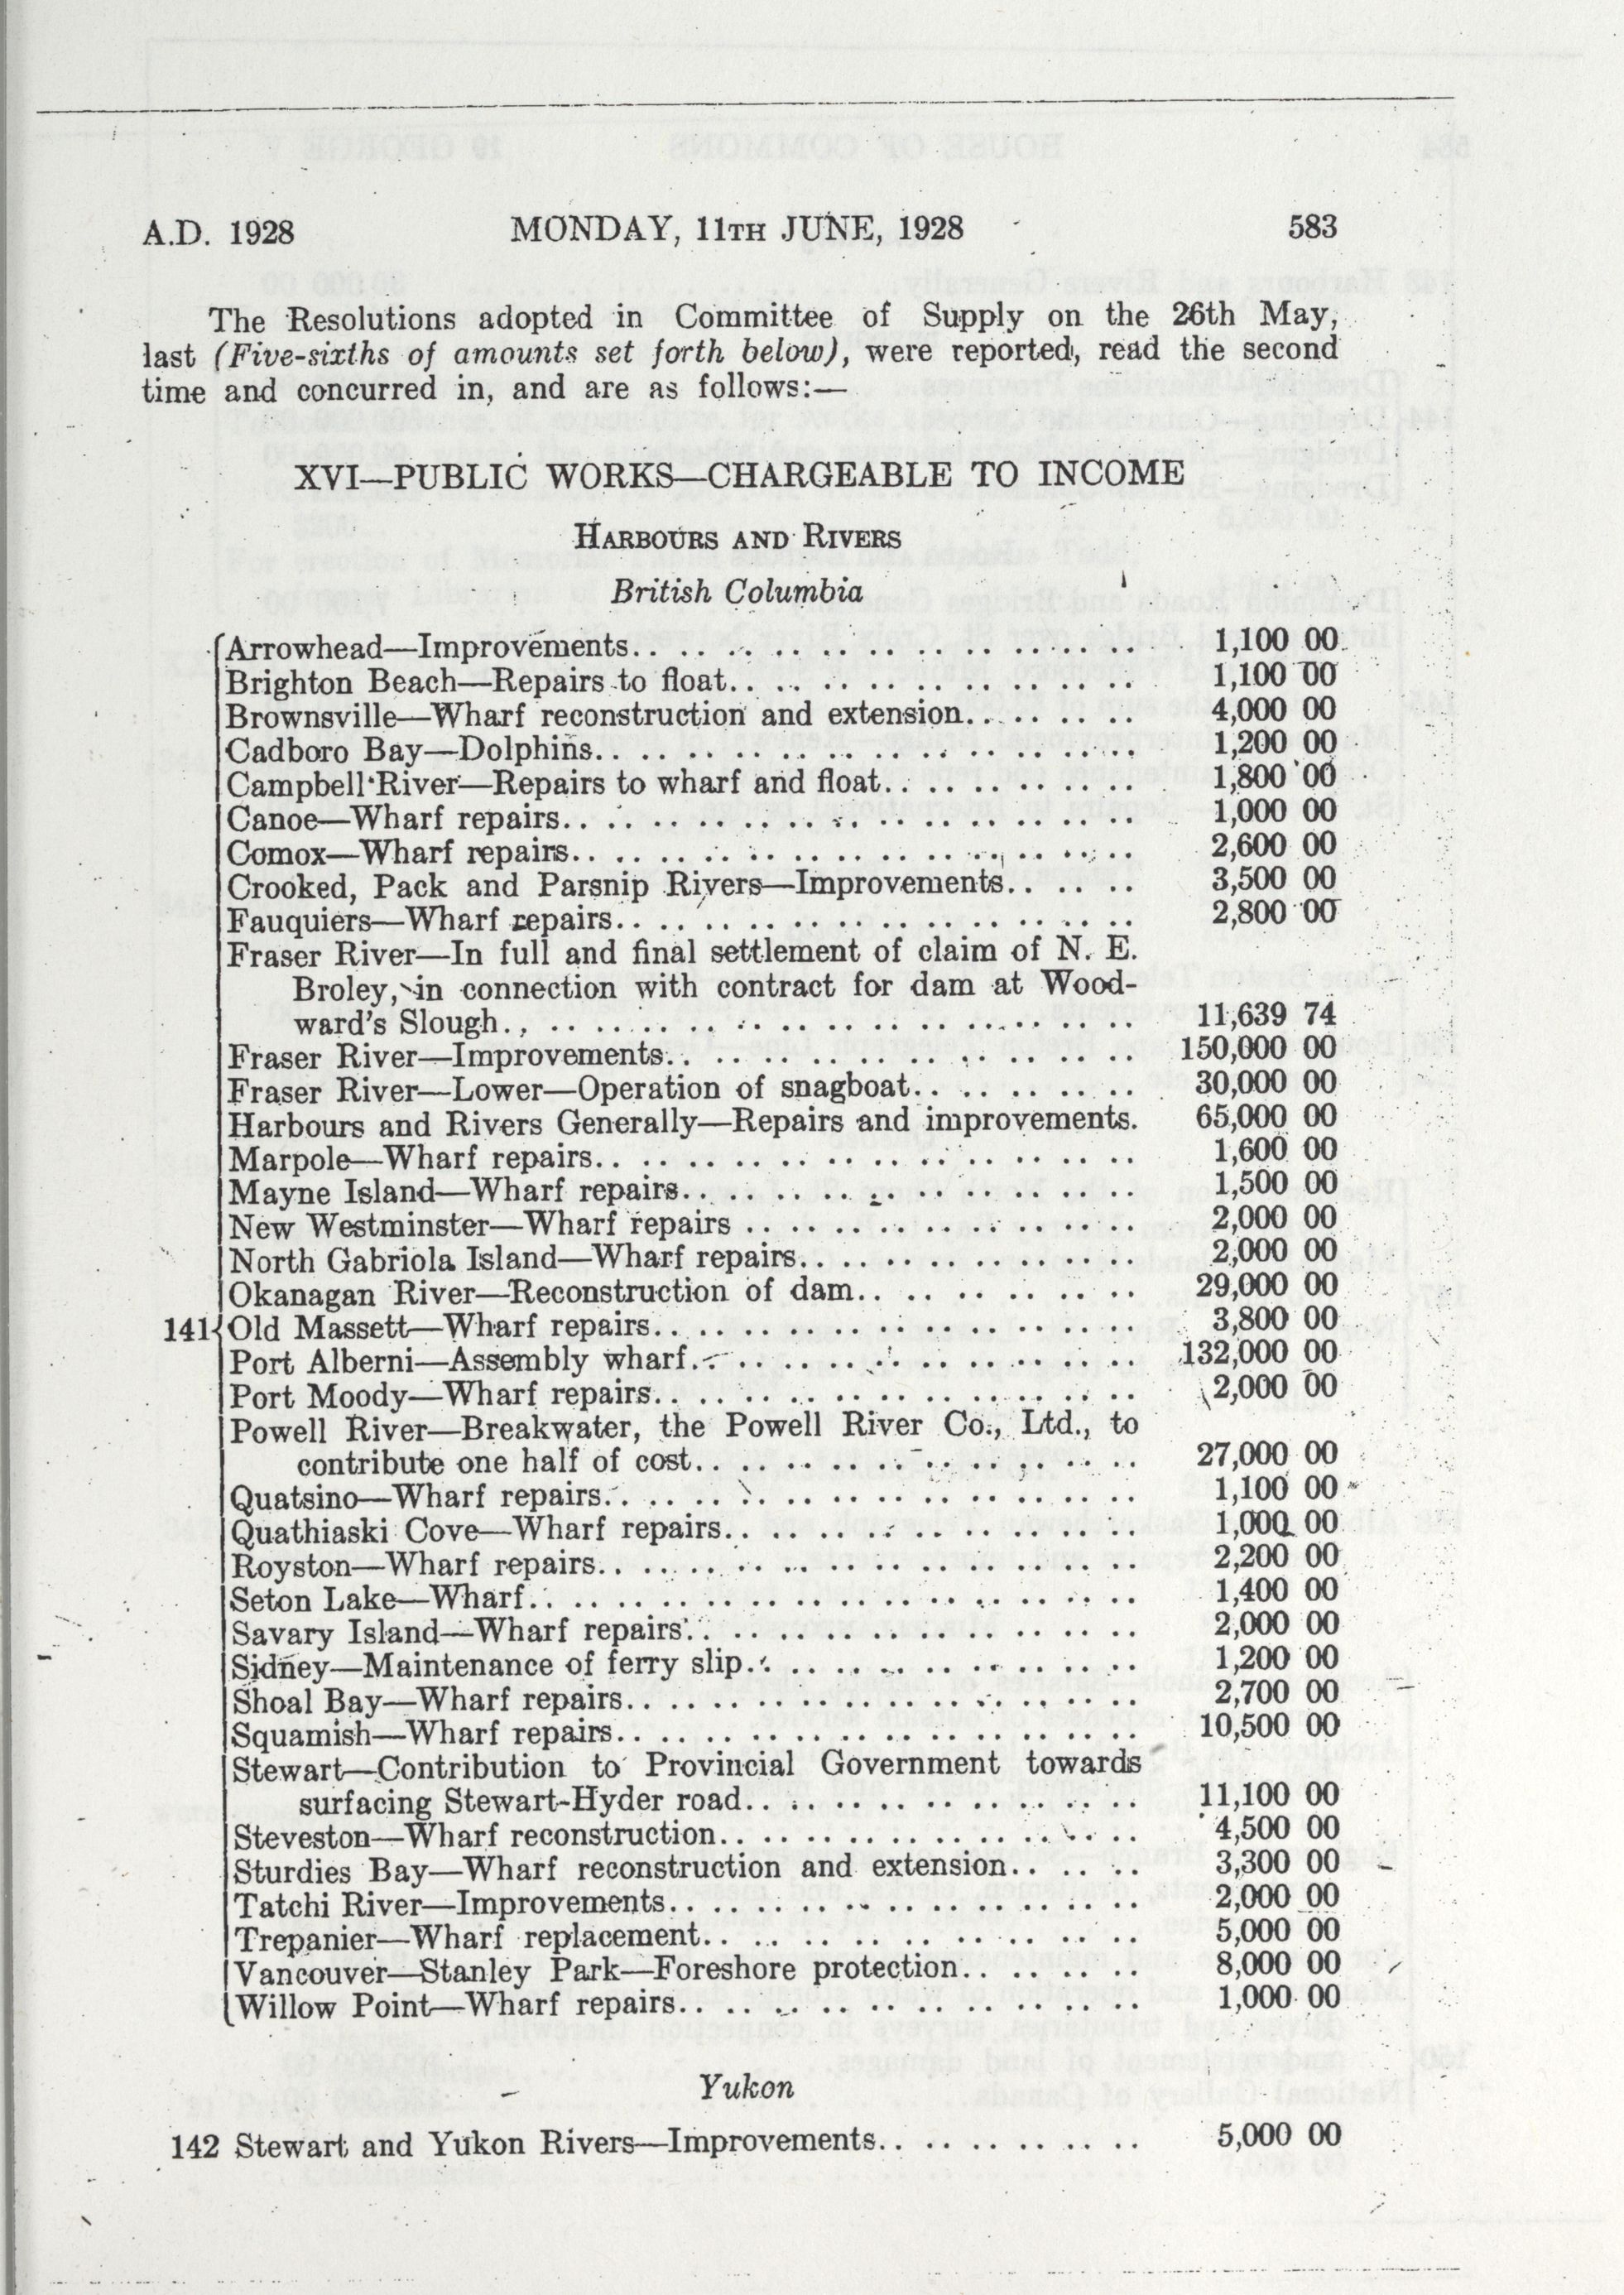 A.D. 1928 MONDAY, 11TH JUNE, 1928 583
The Resolutions adopted in Committee of Supply on the 26th May,
last (Five-sixths of amounts set forth below), were reported, read the second
time and concurred in, and are as follows:—
XVI—PUBLIC WORKS—CHARGEABLE TO INCOME
HARBOURS AND RIVERS
British Columbia
Arrowhead—Improvements.. .. .. .. .. .. .. .. .. .. .. .. 1,100 00
Brighton Beach—Repairs to float.. .. .. .. .. .. .. .. .. 1,100 00
Brownsville—Wharf reconstruction and extension.. .. .. .. 4,000 00
Cadboro Bay—Dolphins.. .. .. .. .. .. .. .. .. .. .. .. 1,200 00
Campbell River—Repairs to wharf and float.. .. .. .. .. .. 1,800 00
Canoe—Wharf repairs.. .. .. .. .. .. .. .. .. .. .. .. 1,000 00
Comox—Wharf repairs.. .. .. .. .. .. .. .. .. .. .. .. 2,600 00
Crooked, Pack and Parsnip Rivers—Improvements.. .. .. 3,500 00
Fauquiers—Wharf repairs.. .. .. .. .. .. .. .. .. .. .. 2,800 00
Fraser River—In full and final settlement of claim of N. E.
Broley, in connection with contract for dam at Wood-
ward's Slough.. .. .. .. .. .. .. .. .. .. .. .. .. 11,639 74
Fraser River—Improvements.. .. .. .. .. .. .. .. .. .. 150,000 00
Fraser River—Lower—Operation of snagboat.. .. .. .. .. 30,000 00
Harbours and Rivers Generally—Repairs and improvements. 65,000 00
Marpole—Wharf repairs.. .. .. .. .. .. .. .. .. .. .. .. 1,600 00
Mayne Island—Wharf repairs.. .. .. .. .. .. .. .. .. .. 1,500 00
New Westminster—Wharf repairs .. .. .. .. .. .. .. .. .. 2,000 00
North Gabriola Island—Wharf repairs.. .. .. .. .. .. .. .. 2,000 00
Okanagan River—Reconstruction of dam.. .. .. .. .. .. .. 29,000 00
141 Old Massett—Wharf repairs.. .. .. .. .. .. .. .. .. .. .. 3,800 00
Port Alberni—Assembly wharf.. .. .. .. .. .. .. .. .. .. 132,000 00
Port Moody—Wharf repairs.. .. .. .. .. .. .. .. .. .. .. 2,000 00
Powell River—Breakwater, the Powell River Co., Ltd., to
contribute one half of cost.. .. .. .. .. .. .. .. .. .. 27,000 00
Quatsino—Wharf repairs.. .. .. .. .. .. .. .. .. .. .. .. 1,100 00
Quathiaski Cove—Wharf repairs.. .. .. .. .. .. .. .. .. .. 1,000 00
Royston—Wharf repairs.. .. .. .. .. .. .. .. .. .. .. .. 2,200 00
Seton Lake—Wharf.. .. .. .. .. .. .. .. .. .. .. .. .. 1,400 00
Savary Island—Wharf repairs.. .. .. .. .. .. .. .. .. .. 2,000 00
Sidney—Maintenance of ferry slip.. .. .. .. .. .. .. .. .. 1,200 00
Shoal Bay—Wharf repairs.. .. .. .. .. .. .. .. .. .. .. 2,700 00
Squamish—Wharf repairs.. .. .. .. .. .. .. .. .. .. .. .. 10,500 00
Stewart—Contribution to Provincial Government towards
surfacing Stewart-Hyder road.. .. .. .. .. .. .. .. .. 11,100 00
Steveston—Wharf reconstruction.. .. .. .. .. .. .. .. .. .. 4,500 00
Sturdies Bay—Wharf reconstruction and extension.. .. .. 3,300 00
Tatchi River—Improvements.. .. .. .. .. .. .. .. .. .. 2,000 00
Trepanier—Wharf replacement.. .. .. .. .. .. .. .. .. .. 5,000 00
Vancouver—Stanley Park—Foreshore protection.. .. .. .. 8,000 00
Willow Point—Wharf repairs.. .. .. .. .. .. .. .. .. .. 1,000 00
Yukon
142 Stewart and Yukon Rivers—Improvements.. .. .. .. .. .. 5,000 00